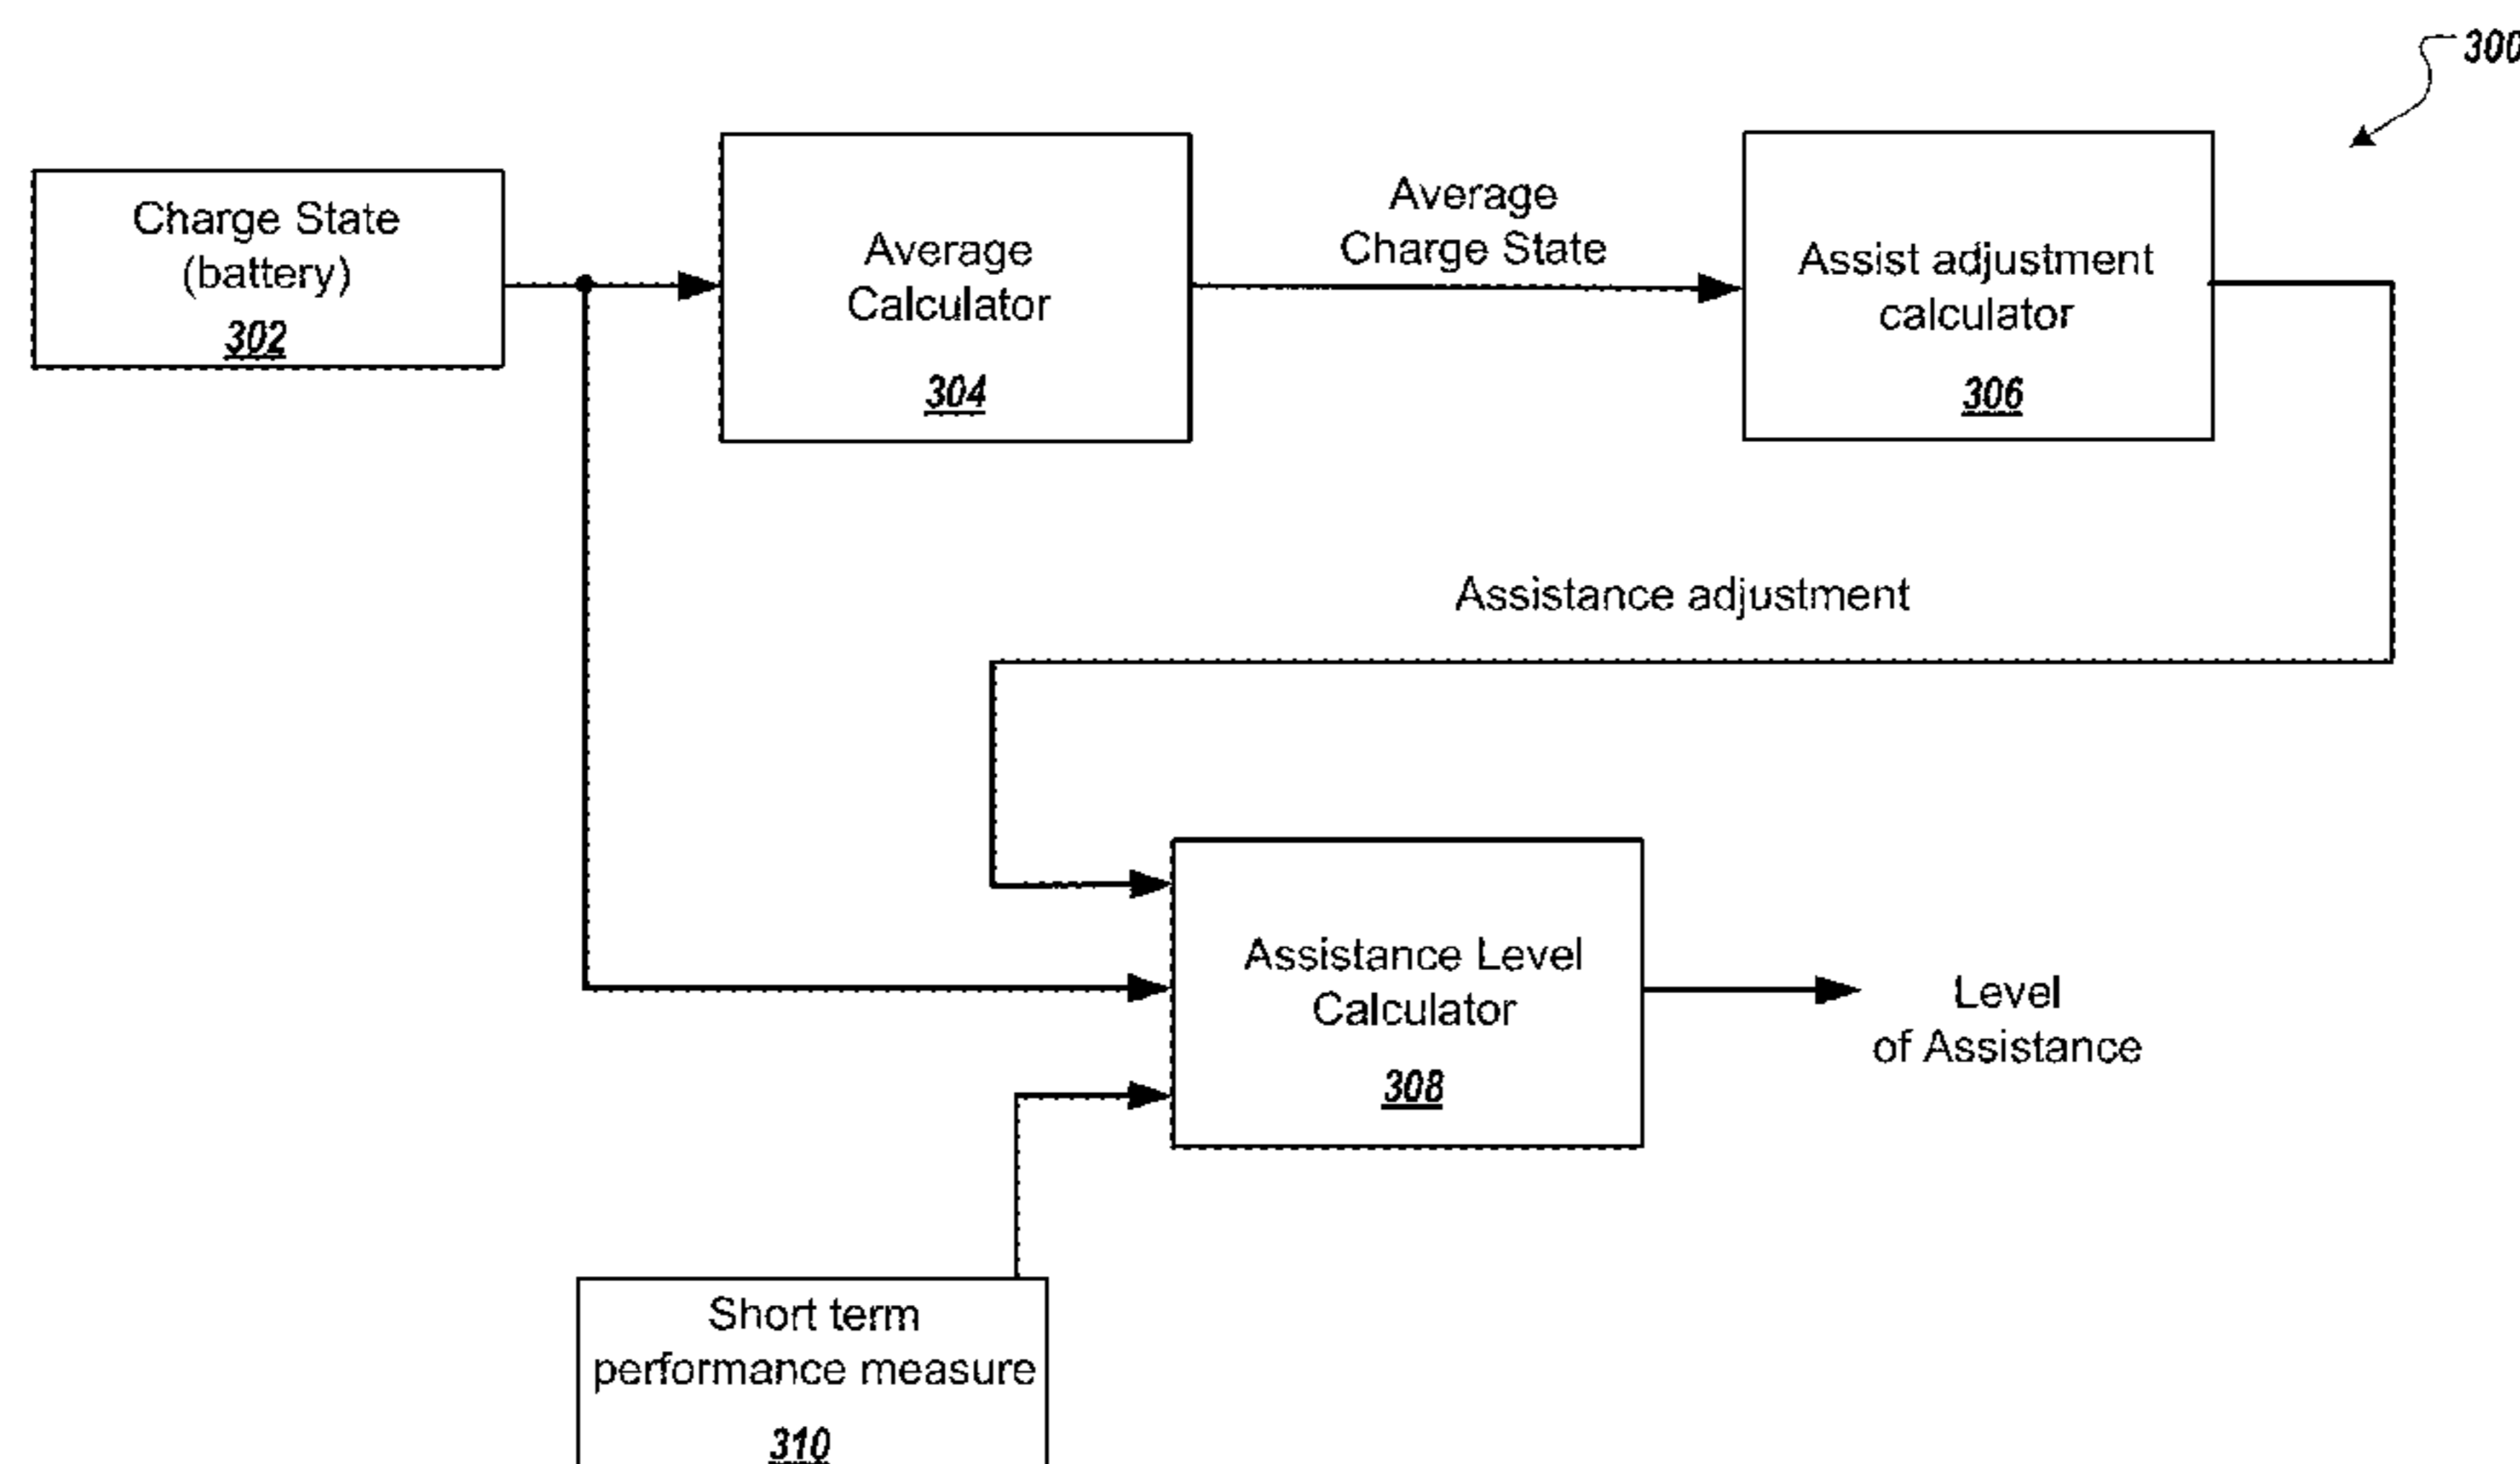 300
Charge State
(battery)
302
Average
Calculator
304
Average
Charge State
Assist adjustment
calculator
306
Assistance adjustment
Assistance Level
Calculator
308
Level
of Assistance
Short term
performance measure
310